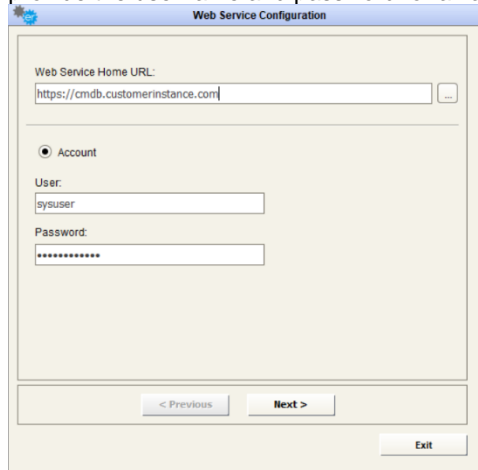 Web Service Configuration
Web Service Home URL:
https://cmdb.customerinstance.com
...
Account
User:
sysuser
Password:
••••••••••••
< Previous
Next >
Exit